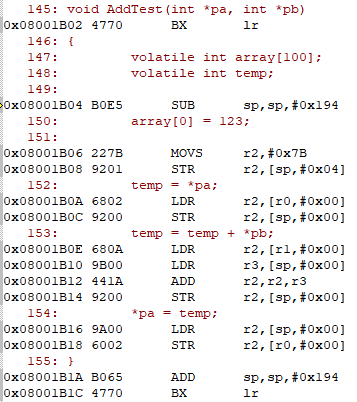 145: void AddTest(int *pa, int *pb)
0x08001B02 4770 BX lr
146: {
147: volatile int array[100];
148: volatile int temp;
149:
0x08001B04 B0E5 SUB sp,sp,#0x194
150: array[0] = 123;
151:
0x08001B06 227B MOVS r2,#0x7B
0x08001B08 9201 STR r2,[sp,#0x04]
152: temp = *pa;
0x08001B0A 6802 LDR r2,[r0,#0x00]
0x08001B0C 9200 STR r2,[sp,#0x00]
153: temp = temp + *pb;
0x08001B0E 680A LDR r2,[r1,#0x00]
0x08001B10 9B00 LDR r3,[sp,#0x00]
0x08001B12 441A ADD r2,r2,r3
0x08001B14 9200 STR r2,[sp,#0x00]
154: *pa = temp;
0x08001B16 9A00 LDR r2,[sp,#0x00]
0x08001B18 6002 STR r2,[r0,#0x00]
155: }
0x08001B1A B065 ADD sp,sp,#0x194
0x08001B1C 4770 BX lr